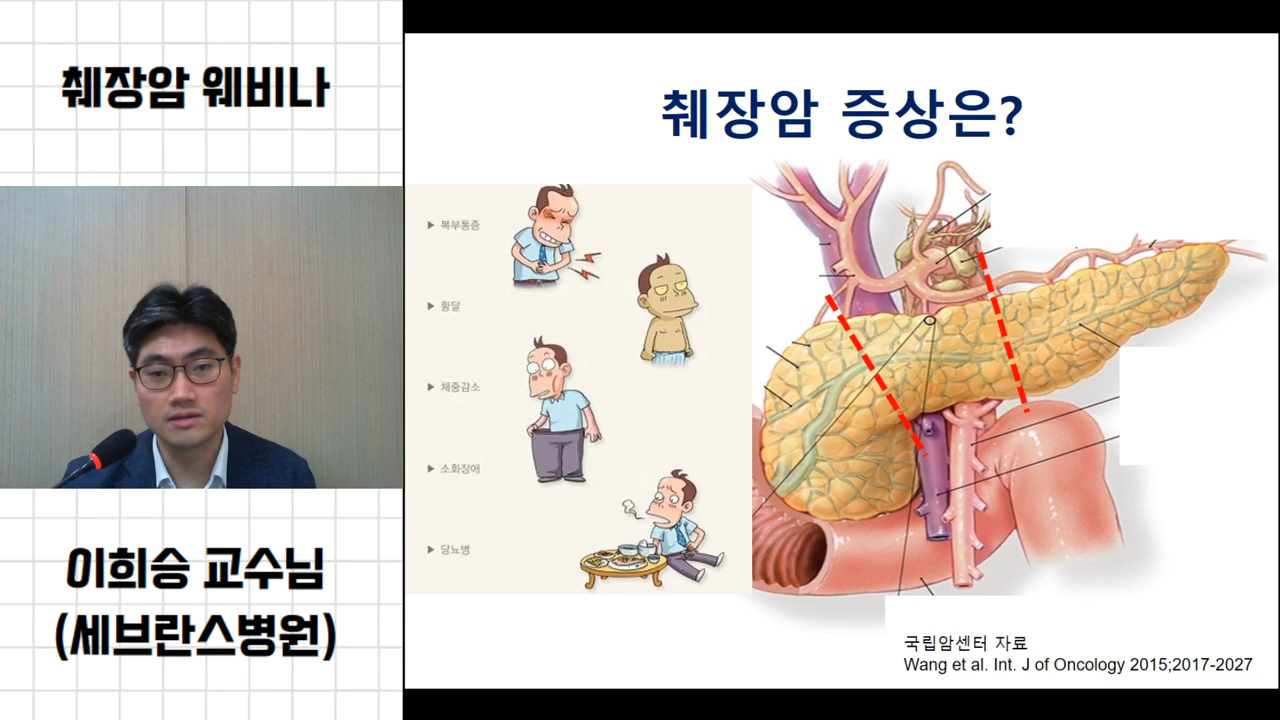 췌장암 웨비나
이희승 교수님
(세브란스병원)
췌장암 증상은?
▶ 복부통증
▶ 황달
▶ 체중감소
▶ 소화장애
▶ 당뇨병
국립암센터 자료
Wang et al. Int. J of Oncology 2015;2017-2027